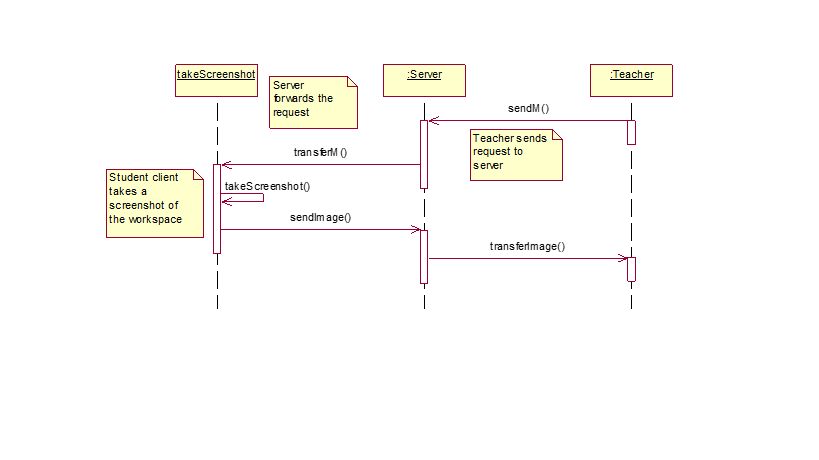 takeScreenshot
:Server
:Teacher
Server
forwards the
request
sendM()
Teacher sends
request to
server
transferM()
Student client
takes a
screenshot of
the workspace
takeScreenshot()
sendImage()
transferImage()